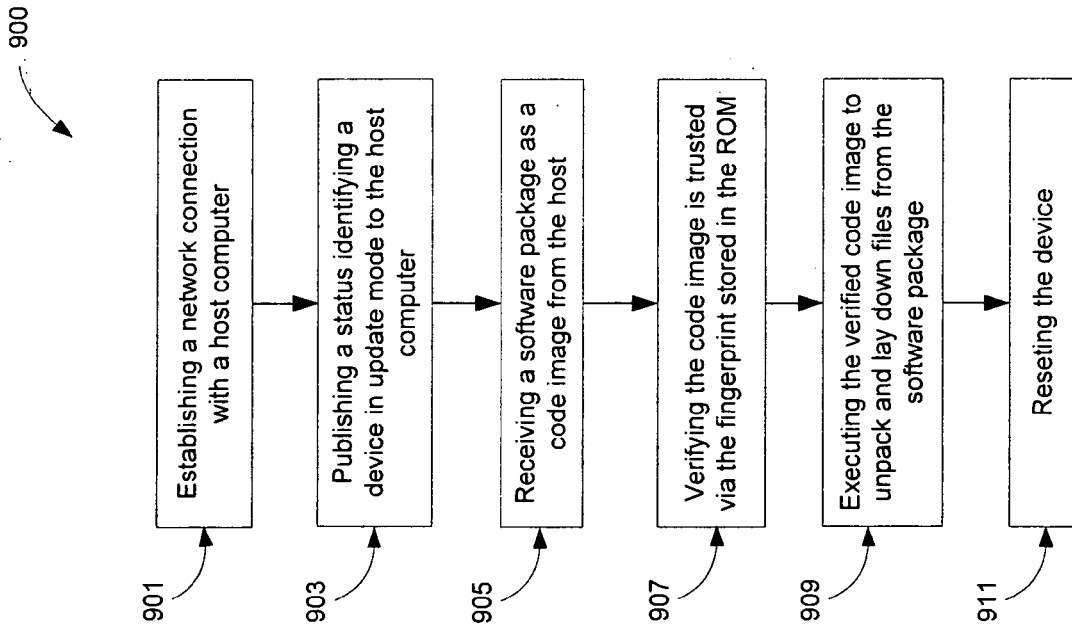 900
901
Establishing a network connection
with a host computer
903
Publishing a status identifying a
device in update mode to the host
computer
905
Receiving a software package as a
code image from the host
907
Verifying the code image is trusted
via the fingerprint stored in the ROM
909
Executing the verified code image to
unpack and lay down files from the
software package
911
Reseting the device